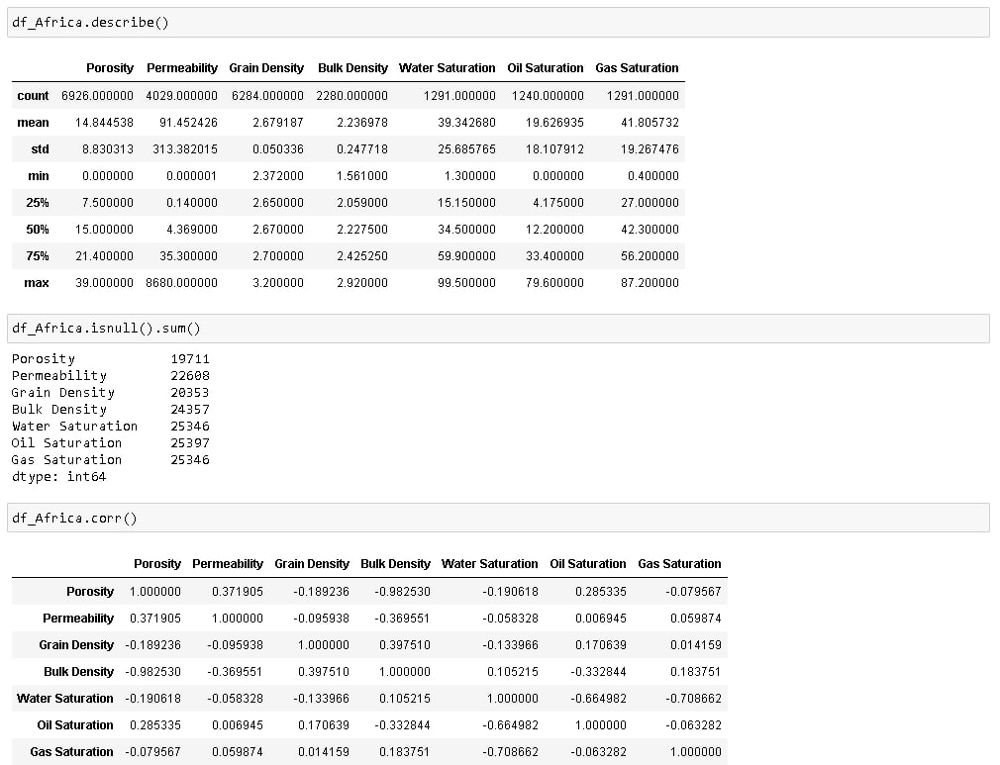 df_Africa.describe()
Porosity Permeability Grain Density Bulk Density Water Saturation Oil Saturation Gas Saturation
count 6926.000000 4029.000000 6284.000000 2280.000000 1291.000000 1240.000000 1291.000000
mean 14.844538 91.452426 2.679187 2.236978 39.342680 19.626935 41.805732
std 8.830313 313.382015 0.050336 0.247718 25.685765 18.107912 19.267476
min 0.000000 0.000001 2.372000 1.561000 1.300000 0.000000 0.400000
25% 7.500000 0.140000 2.650000 2.059000 15.150000 4.175000 27.000000
50% 15.000000 4.369000 2.670000 2.227500 34.500000 12.200000 42.300000
75% 21.400000 35.300000 2.700000 2.425250 59.900000 33.400000 56.200000
max 39.000000 8680.000000 3.200000 2.920000 99.500000 79.600000 87.200000
df_Africa.isnull().sum()
Porosity 19711
Permeability 22608
Grain Density 20353
Bulk Density 24357
Water Saturation 25346
Oil Saturation 25397
Gas Saturation 25346
dtype: int64
df_Africa.corr()
Porosity Permeability Grain Density Bulk Density Water Saturation Oil Saturation Gas Saturation
Porosity 1.000000 0.371905 -0.189236 -0.982530 -0.190618 0.285335 -0.079567
Permeability 0.371905 1.000000 -0.095938 -0.369551 -0.058328 0.006945 0.059874
Grain Density -0.189236 -0.095938 1.000000 0.397510 -0.133966 0.170639 0.014159
Bulk Density -0.982530 -0.369551 0.397510 1.000000 0.105215 -0.332844 0.183751
Water Saturation -0.190618 -0.058328 -0.133966 0.105215 1.000000 -0.664982 -0.708662
Oil Saturation 0.285335 0.006945 0.170639 -0.332844 -0.664982 1.000000 -0.063282
Gas Saturation -0.079567 0.059874 0.014159 0.183751 -0.708662 -0.063282 1.000000